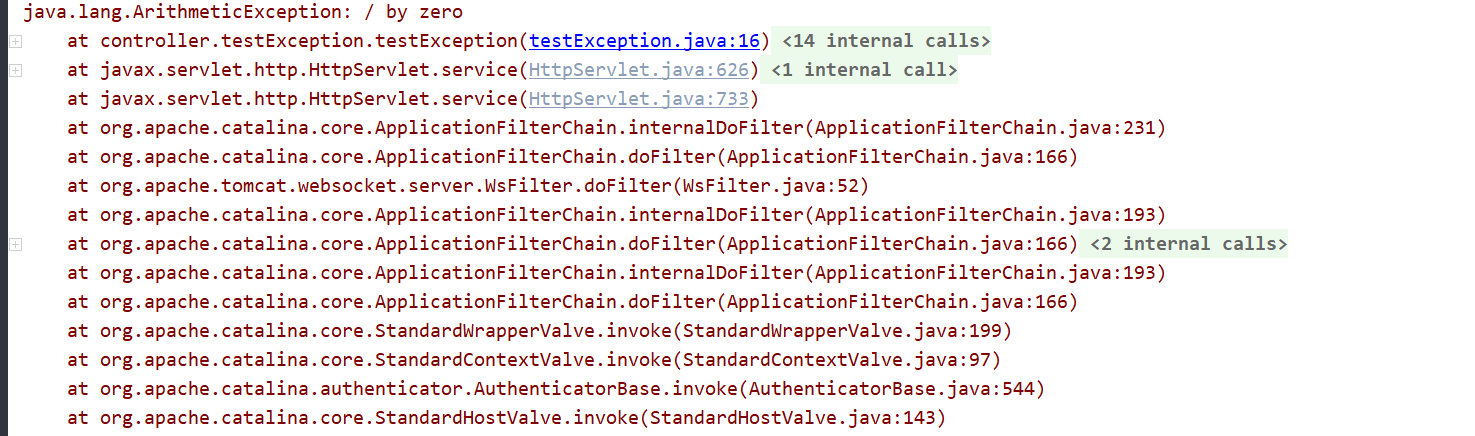 java.lang.ArithmeticException: / by zero
at controller.testException.testException(testException.java:16) <14 internal calls>
at javax.servlet.http.HttpServlet.service(HttpServlet.java:626) <1 internal call>
at javax.servlet.http.HttpServlet.service(HttpServlet.java:733)
at org.apache.catalina.core.ApplicationFilterChain.internalDoFilter(ApplicationFilterChain.java:231)
at org.apache.catalina.core.ApplicationFilterChain.doFilter(ApplicationFilterChain.java:166)
at org.apache.tomcat.websocket.server.WsFilter.doFilter(WsFilter.java:52)
at org.apache.catalina.core.ApplicationFilterChain.internalDoFilter(ApplicationFilterChain.java:193)
at org.apache.catalina.core.ApplicationFilterChain.doFilter(ApplicationFilterChain.java:166) <2 internal calls>
at org.apache.catalina.core.ApplicationFilterChain.internalDoFilter(ApplicationFilterChain.java:193)
at org.apache.catalina.core.ApplicationFilterChain.doFilter(ApplicationFilterChain.java:166)
at org.apache.catalina.core.StandardWrapperValve.invoke(StandardWrapperValve.java:199)
at org.apache.catalina.core.StandardContextValve.invoke(StandardContextValve.java:97)
at org.apache.catalina.authenticator.AuthenticatorBase.invoke(AuthenticatorBase.java:544)
at org.apache.catalina.core.StandardHostValve.invoke(StandardHostValve.java:143)